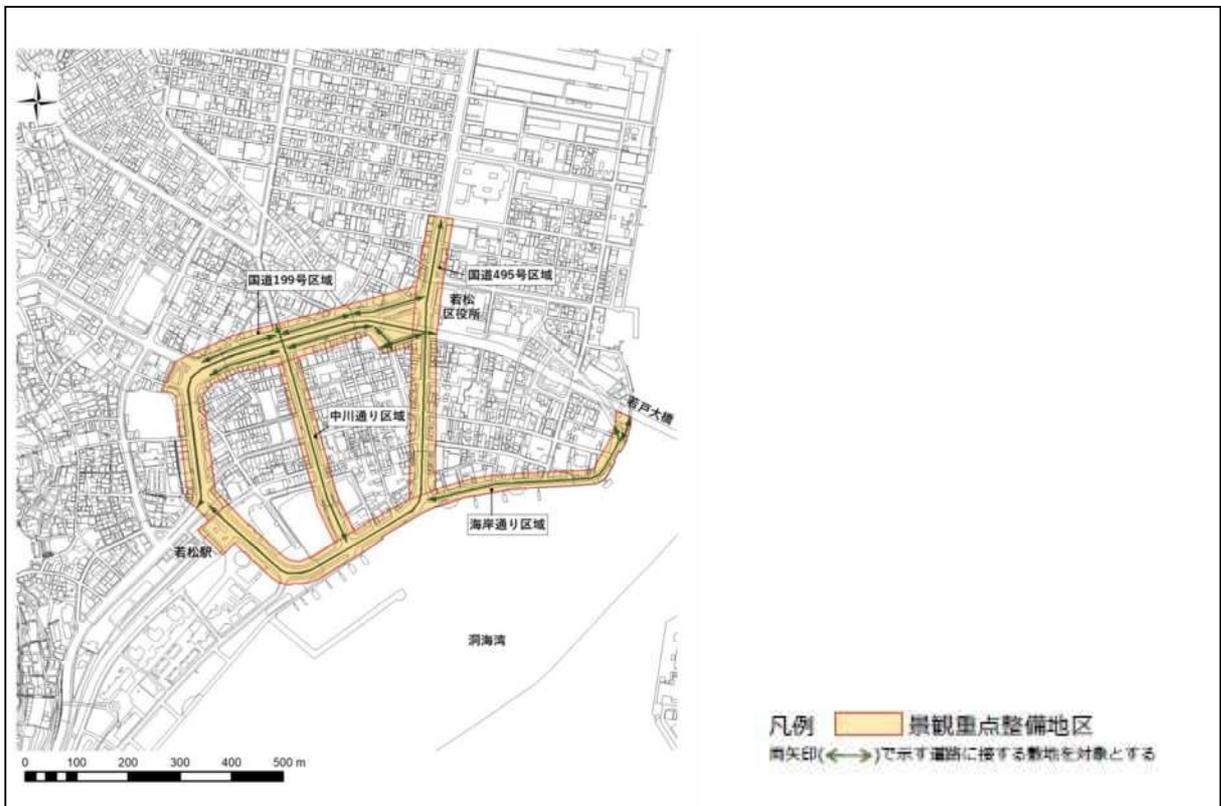 N
国道199号区域
国道495号区域
若松
区役所
若戸大橋
中川通り区域
海岸通り区域
若松駅
洞海湾
0 100 200 300 400 500 m
凡例 景観重点整備地区
両矢印(⟷)で示す道路に接する敷地を対象とする